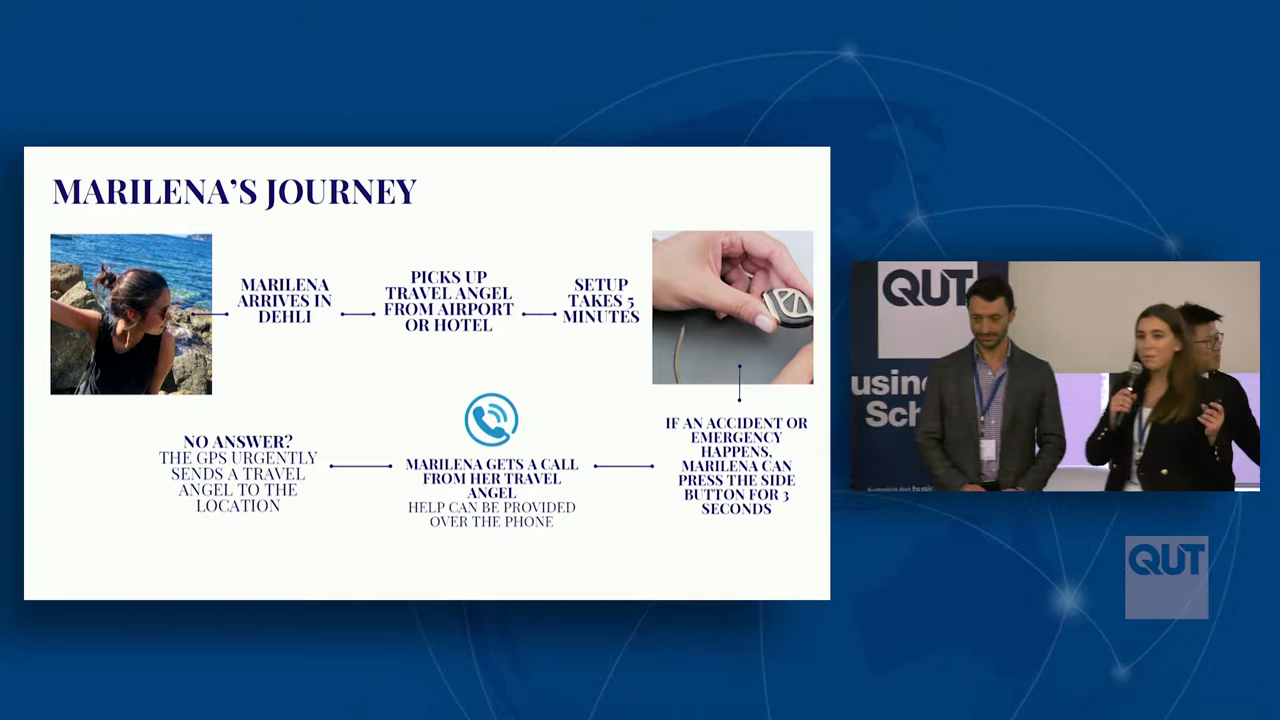 MARILENA'S JOURNEY
MARILENA
ARRIVES IN
DEHLI
PICKS UP
TRAVEL ANGEL
FROM AIRPORT
OR HOTEL
SETUP
TAKES 5
MINUTES
IF AN ACCIDENT OR
EMERGENCY
HAPPENS,
MARILENA CAN
PRESS THE SIDE
BUTTON FOR 3
SECONDS
MARILENA GETS A CALL
FROM HER TRAVEL
ANGEL
HELP CAN BE PROVIDED
OVER THE PHONE
NO ANSWER?
THE GPS URGENTLY
SENDS A TRAVEL
ANGEL TO THE
LOCATION
QUT
usine
Sch
QUT